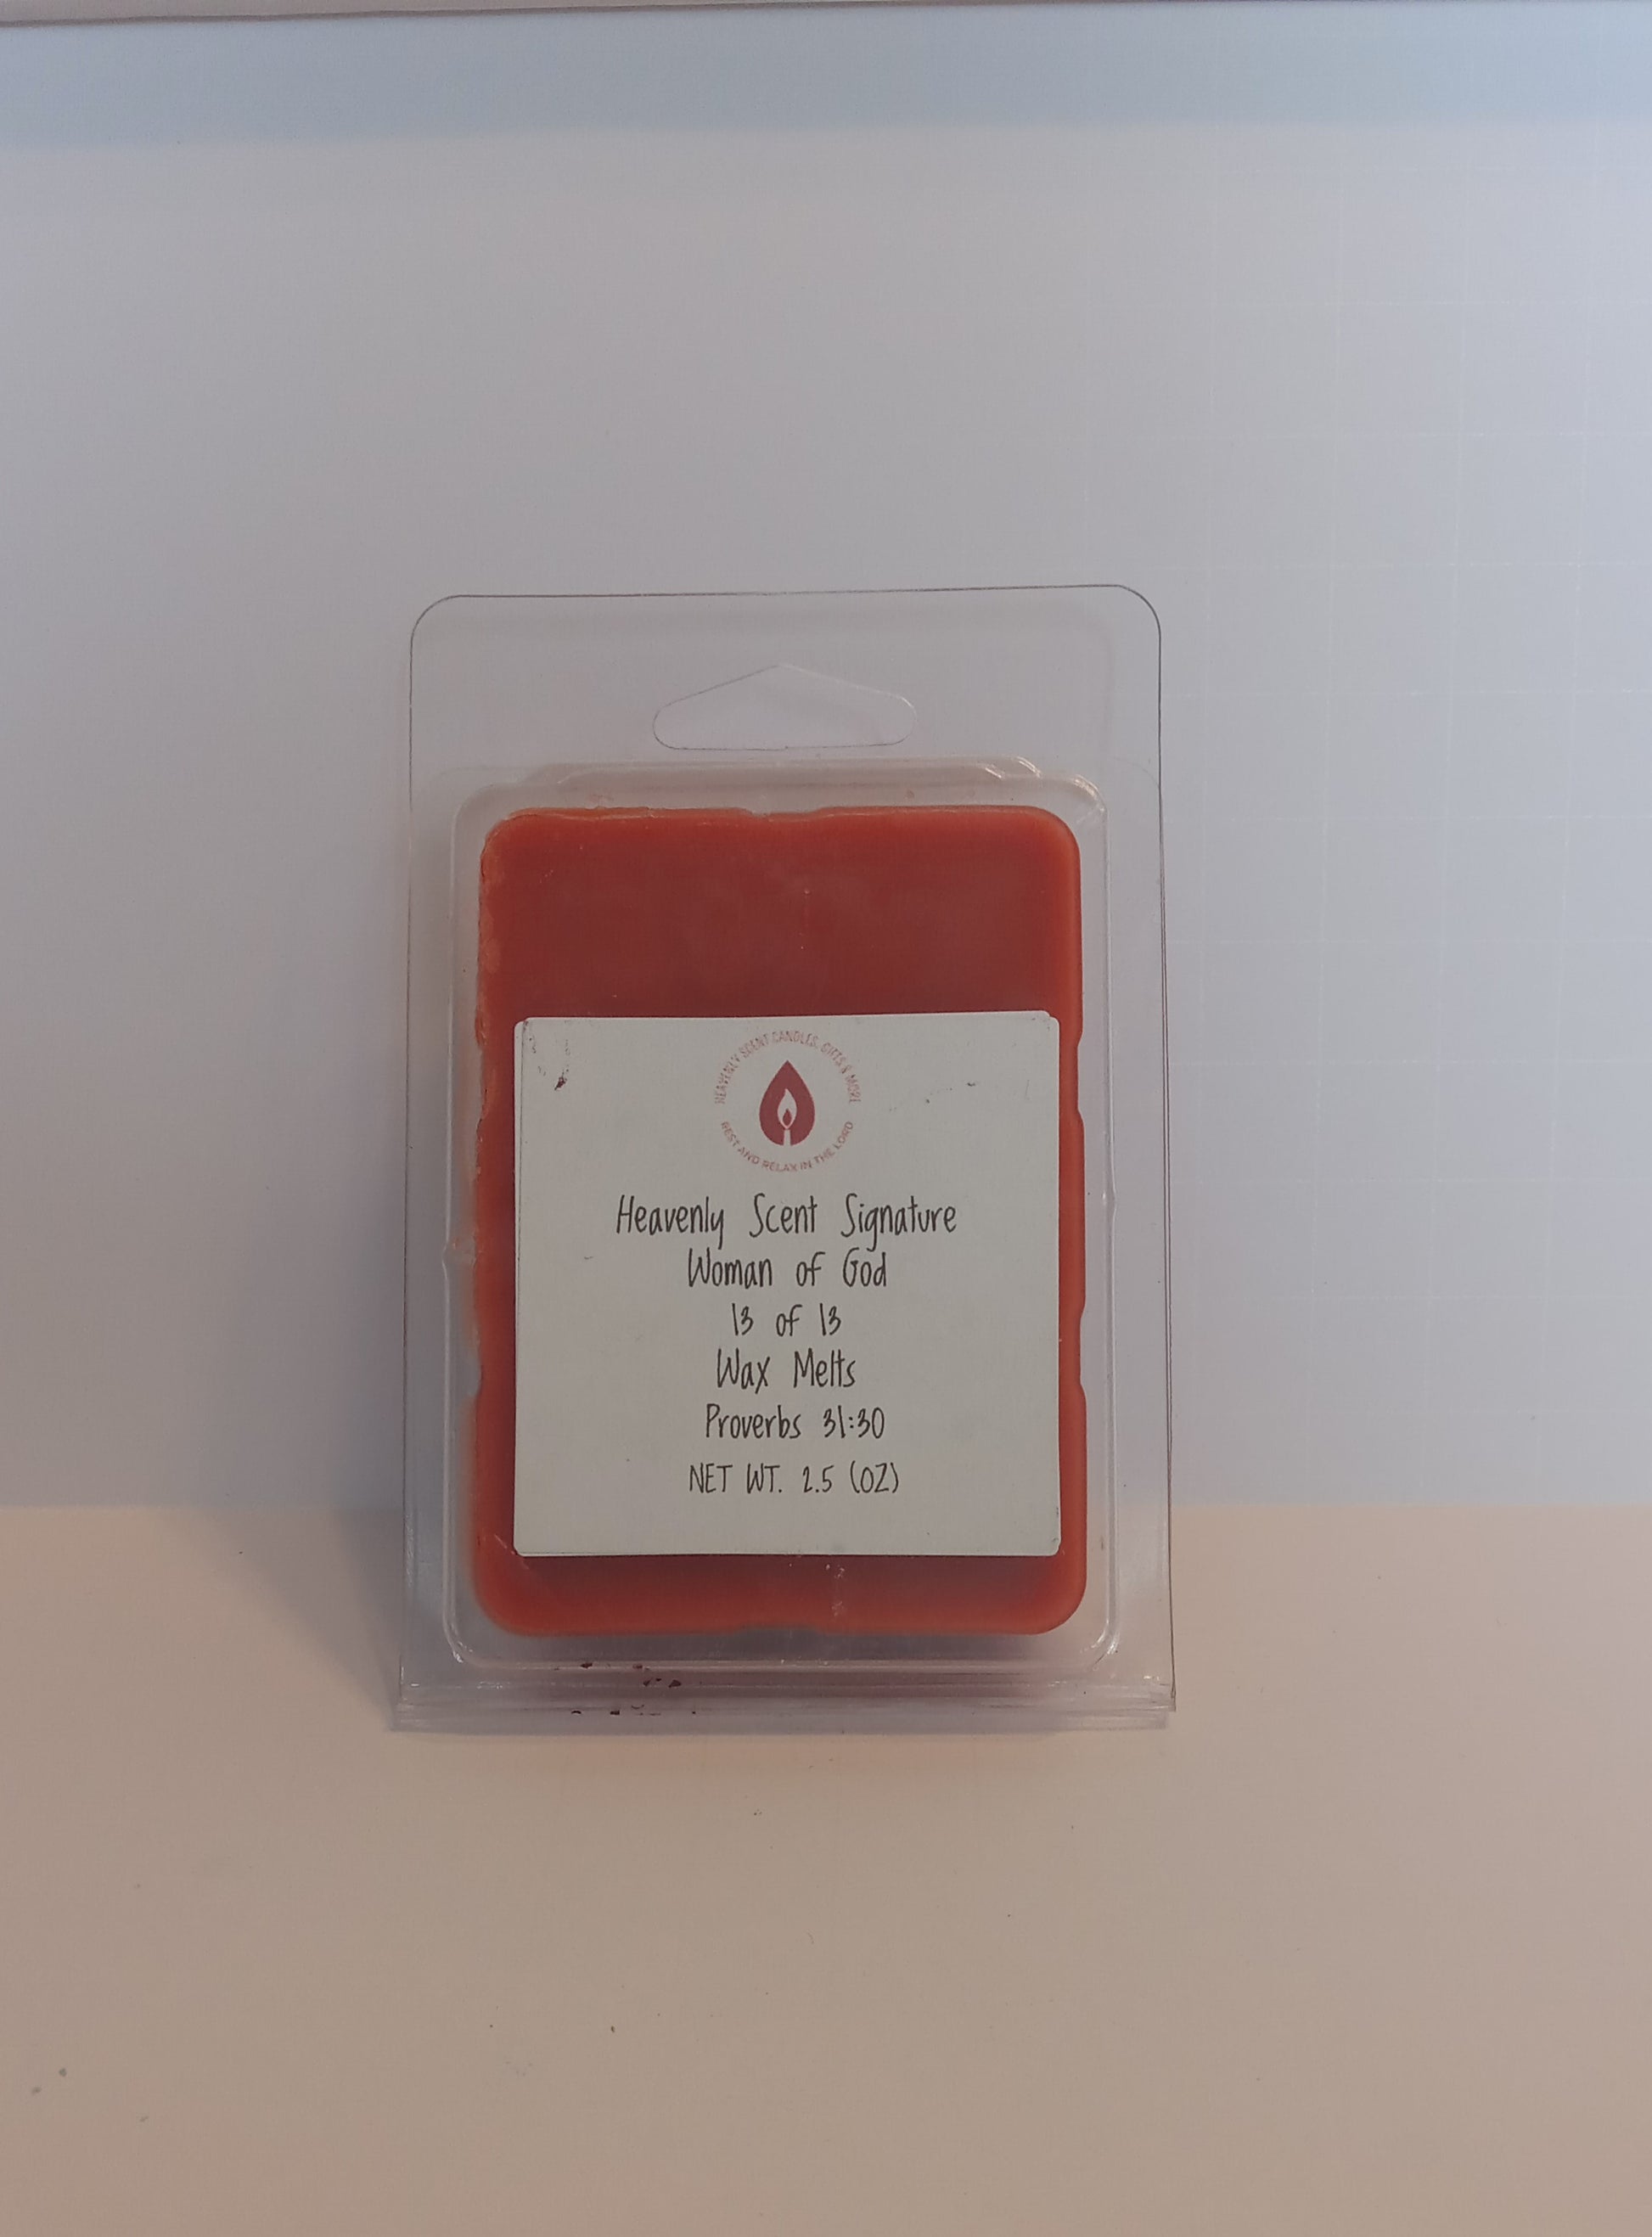 HEAVENLY SCENT CANDLES, GIFTS & MORE
REST AND RELAX IN THE LORD
Heavenly Scent Signature
Woman of God
13 of 13
Wax Melts
Proverbs 31:30
NET WT. 2.5 (OZ)